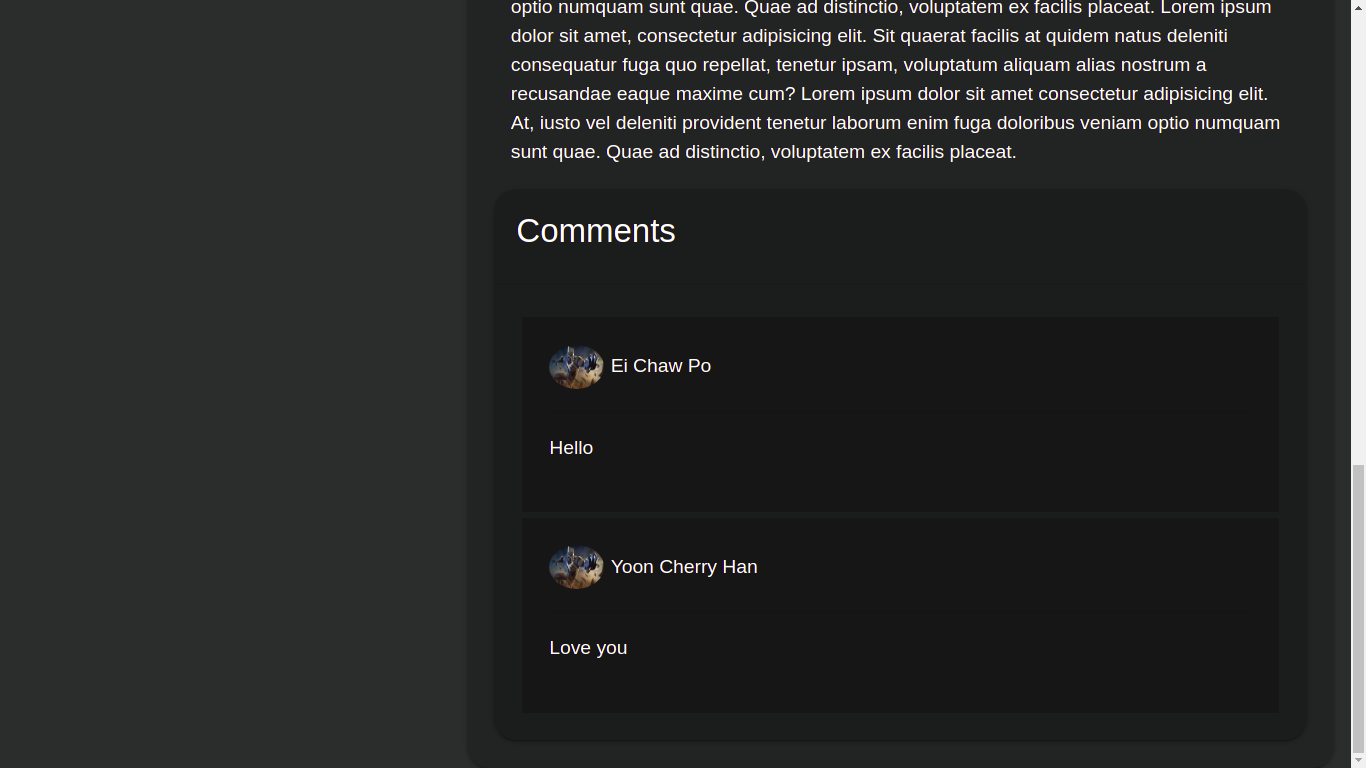 optio numquam sunt quae. Quae ad distinctio, voluptatem ex facilis placeat. Lorem ipsum
dolor sit amet, consectetur adipisicing elit. Sit quaerat facilis at quidem natus deleniti
consequatur fuga quo repellat, tenetur ipsam, voluptatum aliquam alias nostrum a
recusandae eaque maxime cum? Lorem ipsum dolor sit amet consectetur adipisicing elit.
At, iusto vel deleniti provident tenetur laborum enim fuga doloribus veniam optio numquam
sunt quae. Quae ad distinctio, voluptatem ex facilis placeat.
Comments
Ei Chaw Po
Hello
Yoon Cherry Han
Love you